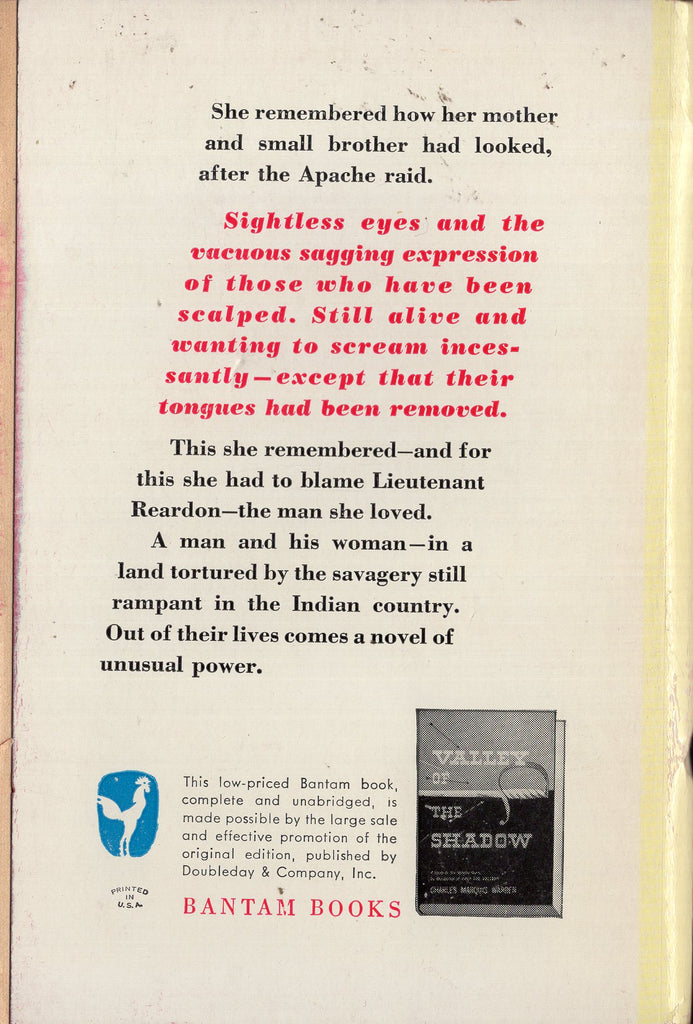 She remembered how her mother
and small brother had looked,
after the Apache raid.
Sightless eyes and the
vacuous sagging expression
of those who have been
scalped. Still alive and
wanting to scream inces-
santly—except that their
tongues had been removed.
This she remembered—and for
this she had to blame Lieutenant
Reardon—the man she loved.
A man and his woman—in a
land tortured by the savagery still
rampant in the Indian country.
Out of their lives comes a novel of
unusual power.
PRINTED
IN
U.S.A.
This low-priced Bantam book,
complete and unabridged, is
made possible by the large sale
and effective promotion of the
original edition, published by
Doubleday & Company, Inc.
BANTAM BOOKS
VALLEY
OF
THE
SHADOW
CHARLES MARQUIS WARREN